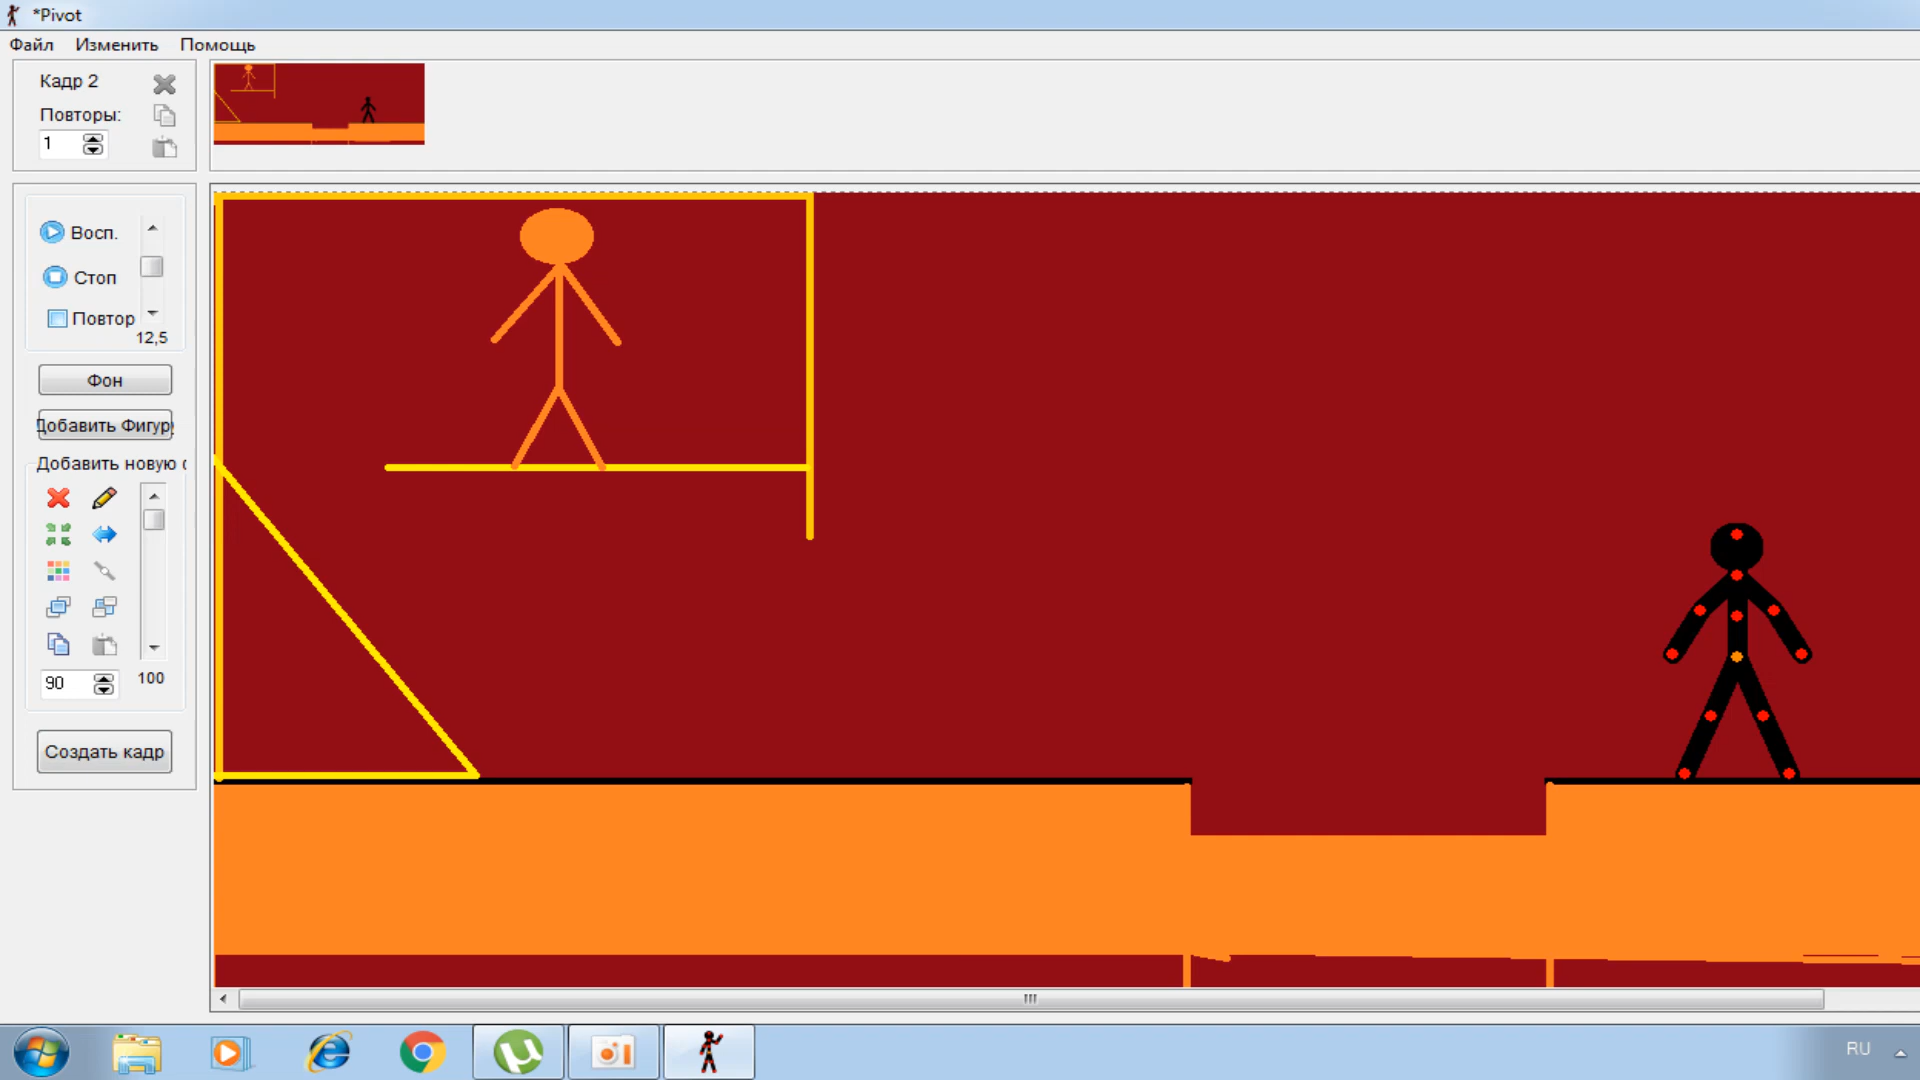 *Pivot
Файл Изменить Помощь
Кадр 2
Повторы:
1
Восп.
Стоп
Повтор
12,5
Фон
Добавить Фигур
Добавить новую
90
100
Создать кадр
RU